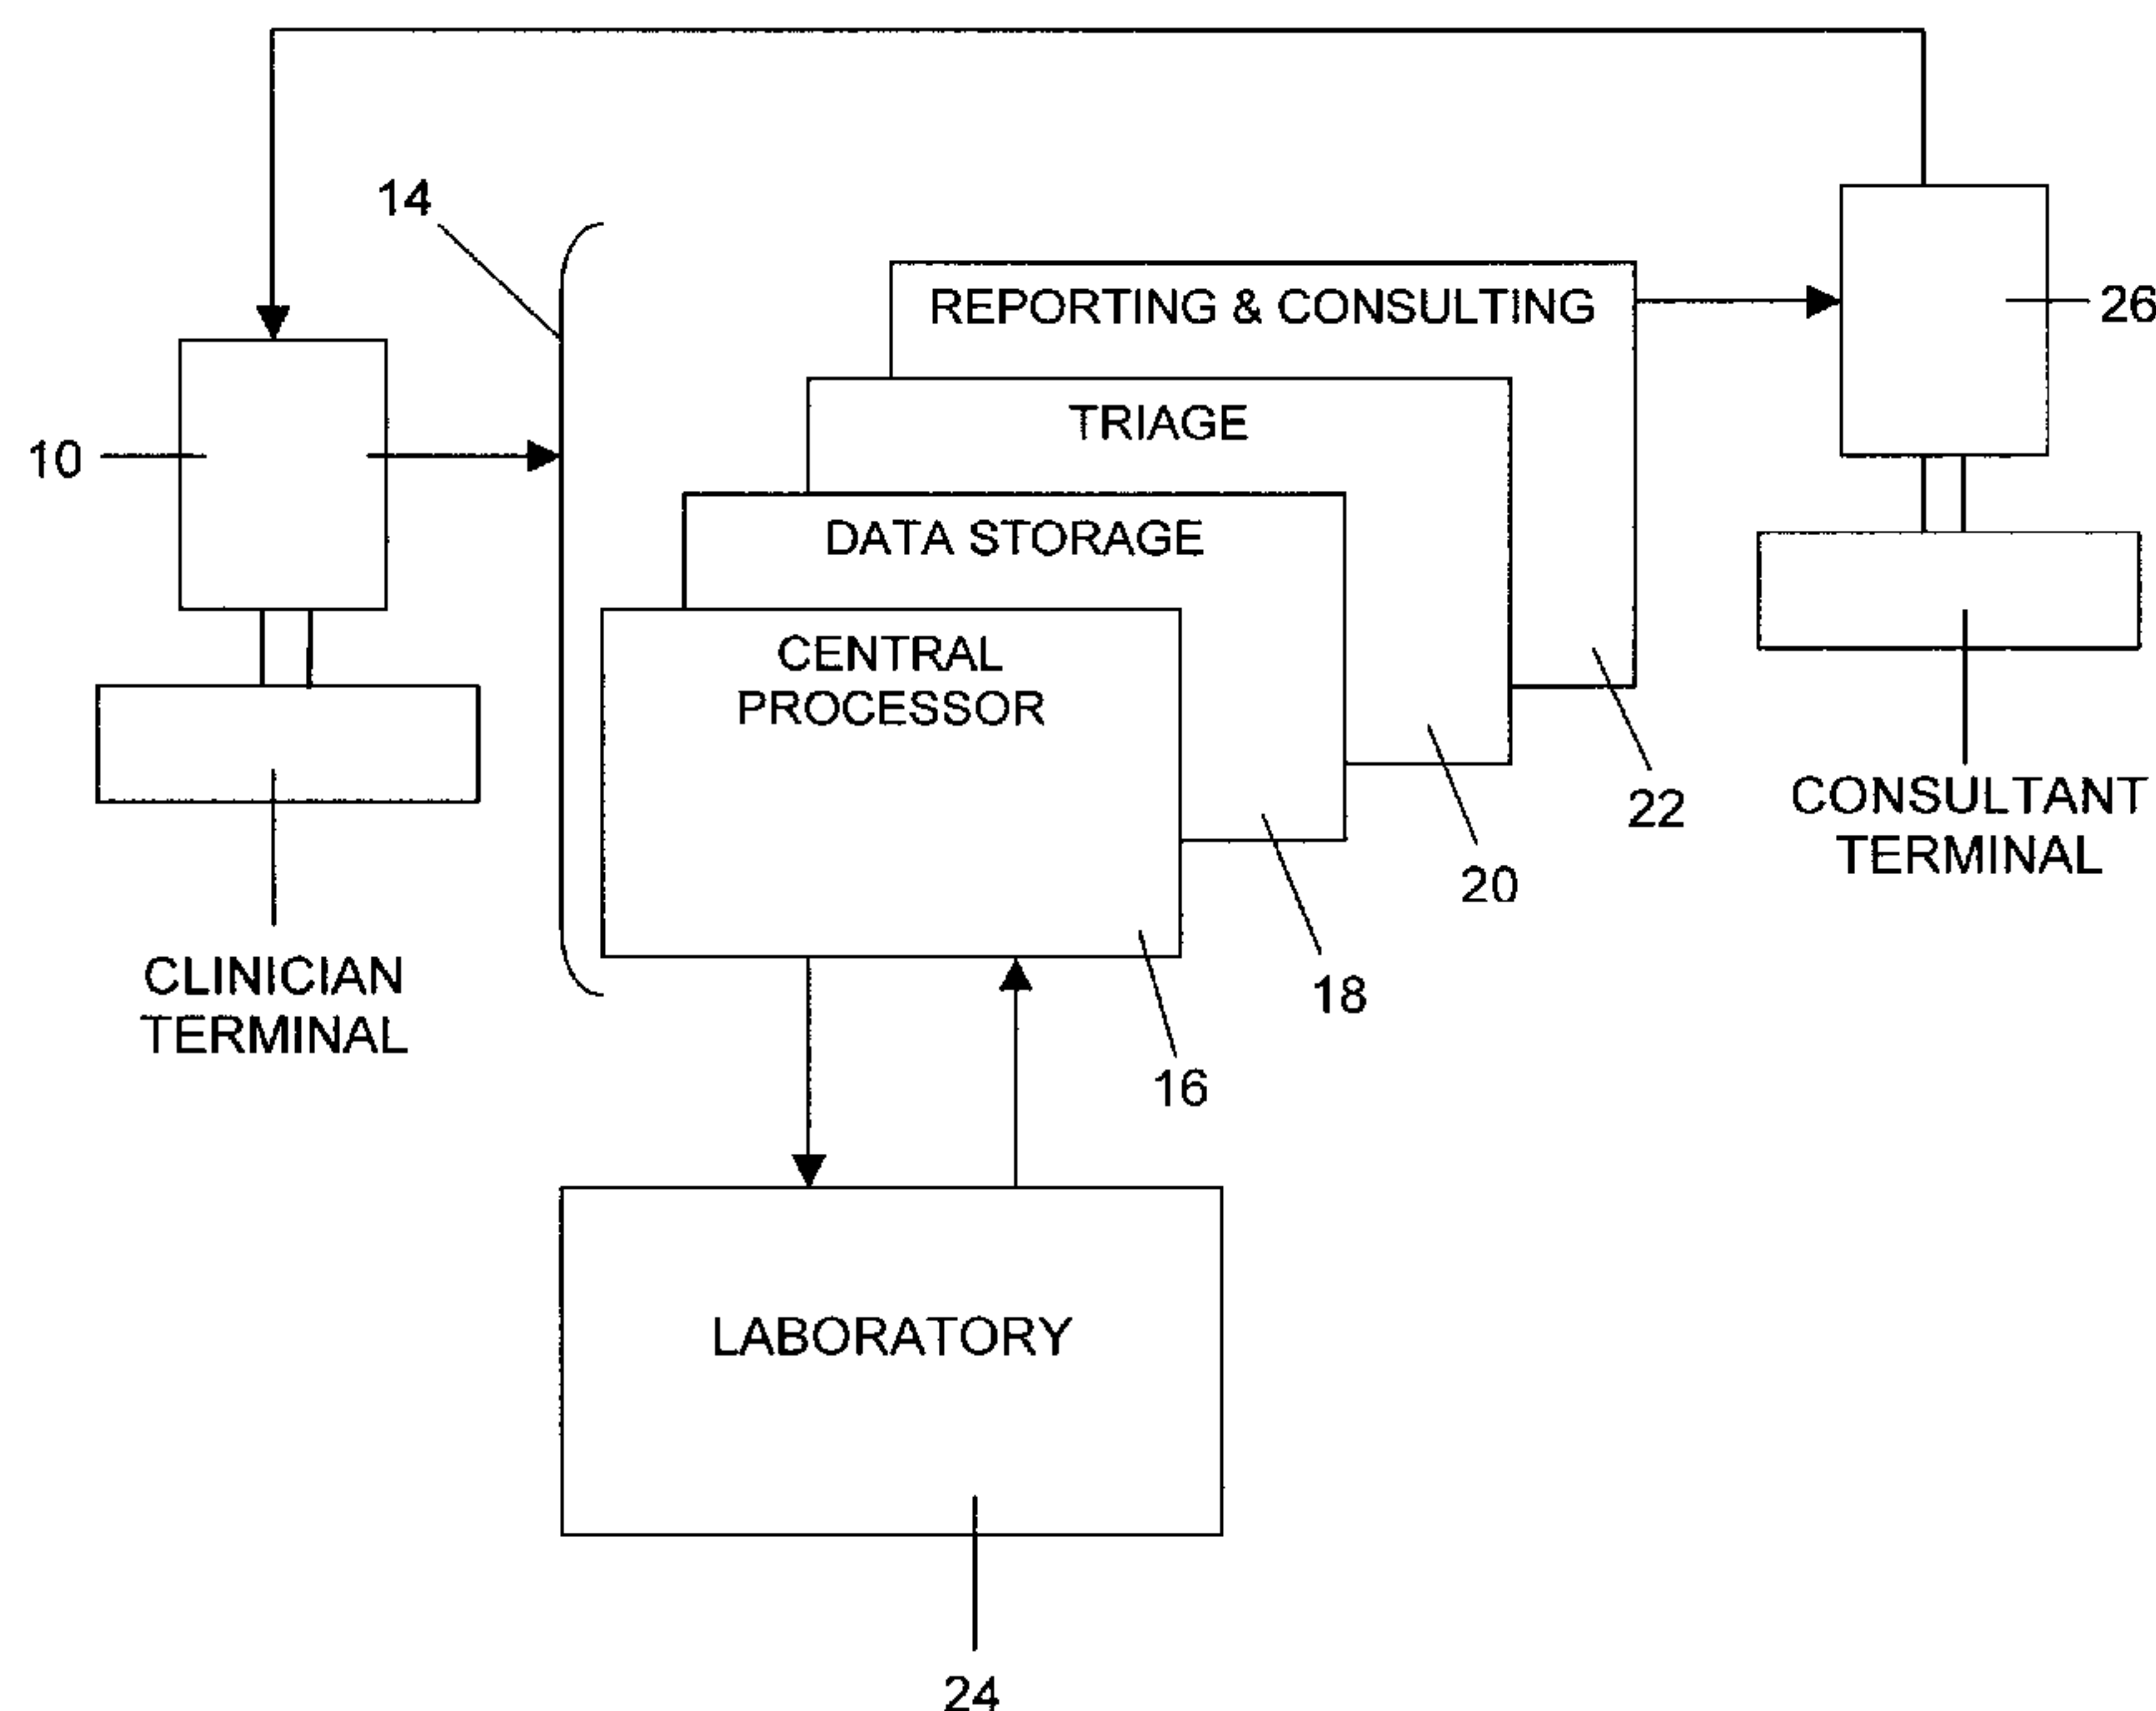 14
REPORTING & CONSULTING
26
TRIAGE
10
DATA STORAGE
CENTRAL
PROCESSOR
22
CONSULTANT
TERMINAL
20
18
CLINICIAN
TERMINAL
16
LABORATORY
24